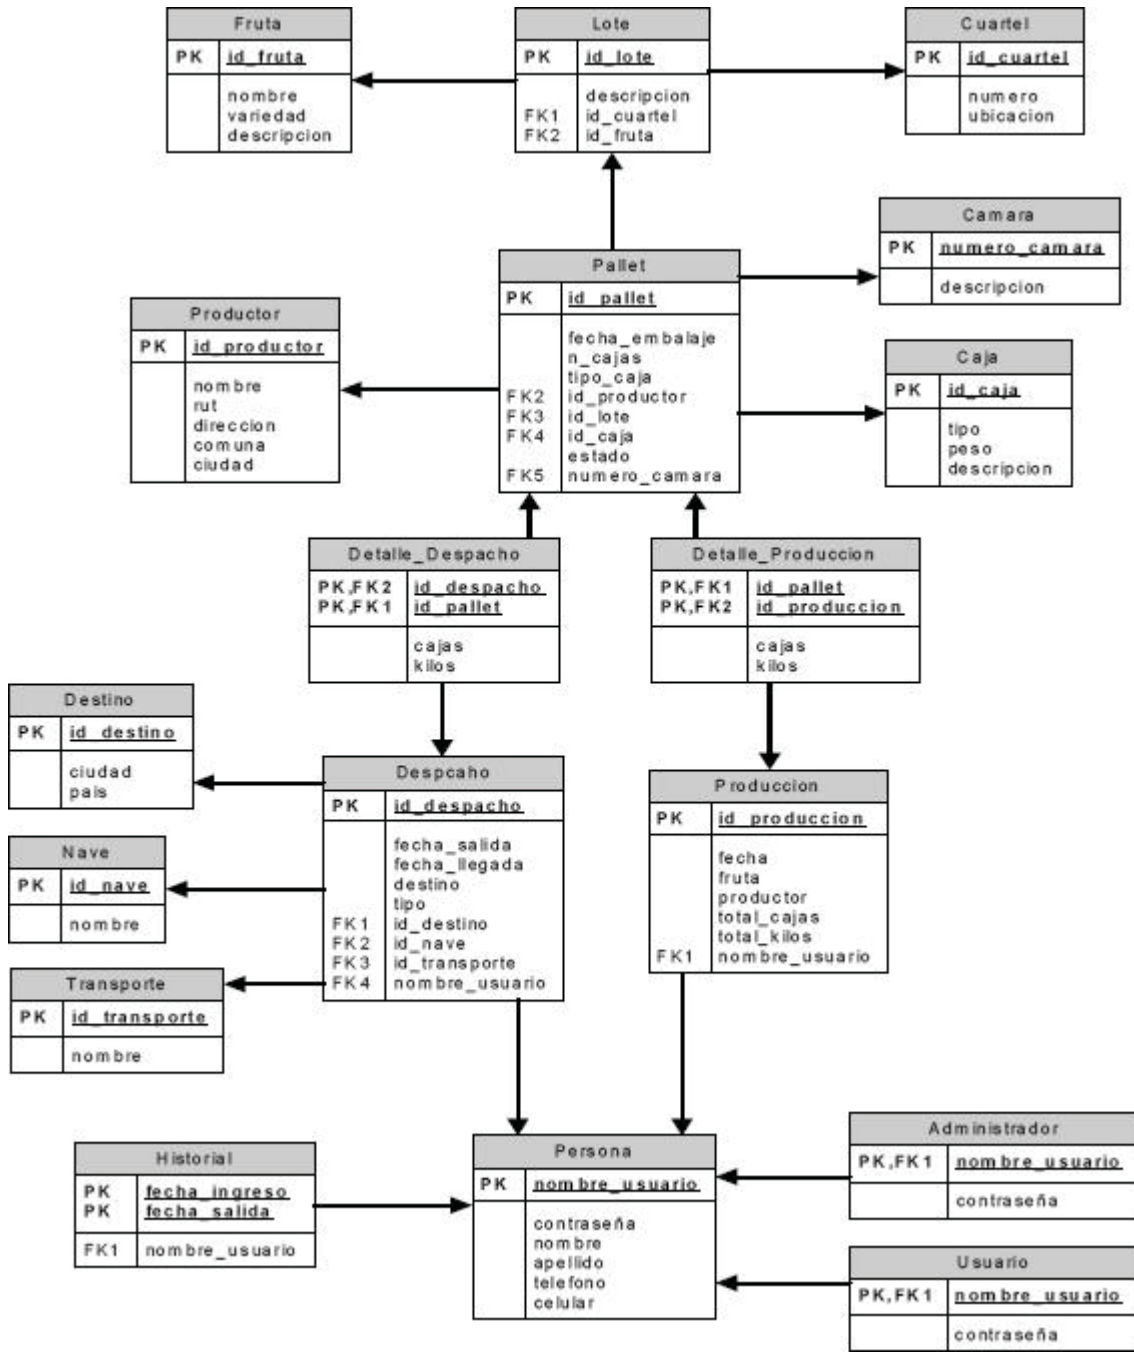 Fruta
PK id_fruta
nombre
variedad
descripcion
Lote
PK id_lote
descripcion
FK1 id_cuartel
FK2 id_fruta
Cuartel
PK id_cuartel
numero
ubicacion
Camara
PK numero_camara
descripcion
Pallet
PK id_pallet
fecha_embalaje
n_cajas
tipo_caja
FK2 id_productor
FK3 id_lote
FK4 id_caja
estado
FK5 numero_camara
Productor
PK id_productor
nombre
rut
direccion
comuna
ciudad
Caja
PK id_caja
tipo
peso
descripcion
Detalle_Despacho
PK,FK2 id_despacho
PK,FK1 id_pallet
cajas
kilos
Detalle_Produccion
PK,FK1 id_pallet
PK,FK2 id_produccion
cajas
kilos
Destino
PK id_destino
ciudad
pais
Despcaho
PK id_despacho
fecha_salida
fecha_llegada
destino
tipo
FK1 id_destino
FK2 id_nave
FK3 id_transporte
FK4 nombre_usuario
Produccion
PK id_produccion
fecha
fruta
productor
total_cajas
total_kilos
FK1 nombre_usuario
Nave
PK id_nave
nombre
Transporte
PK id_transporte
nombre
Historial
PK fecha_ingreso
PK fecha_salida
FK1 nombre_usuario
Persona
PK nombre_usuario
contraseña
nombre
apellido
telefono
celular
Administrador
PK,FK1 nombre_usuario
contraseña
Usuario
PK,FK1 nombre_usuario
contraseña